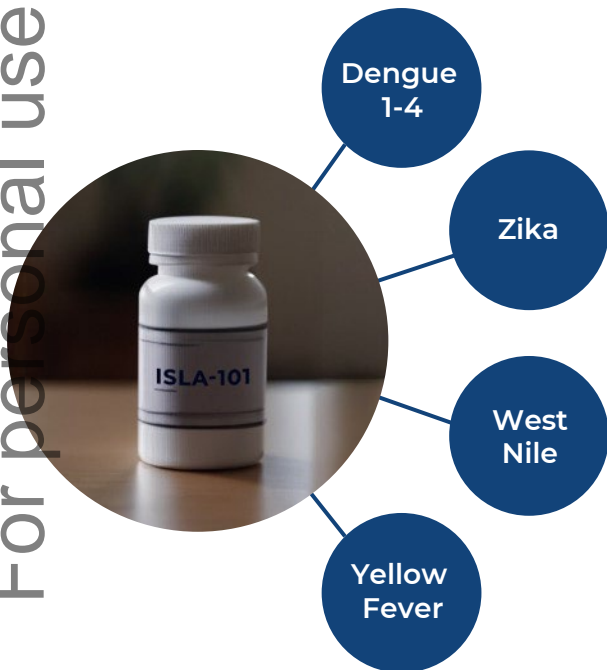 For personal use
ISLA-101
Dengue
1-4
Zika
West
Nile
Yellow
Fever